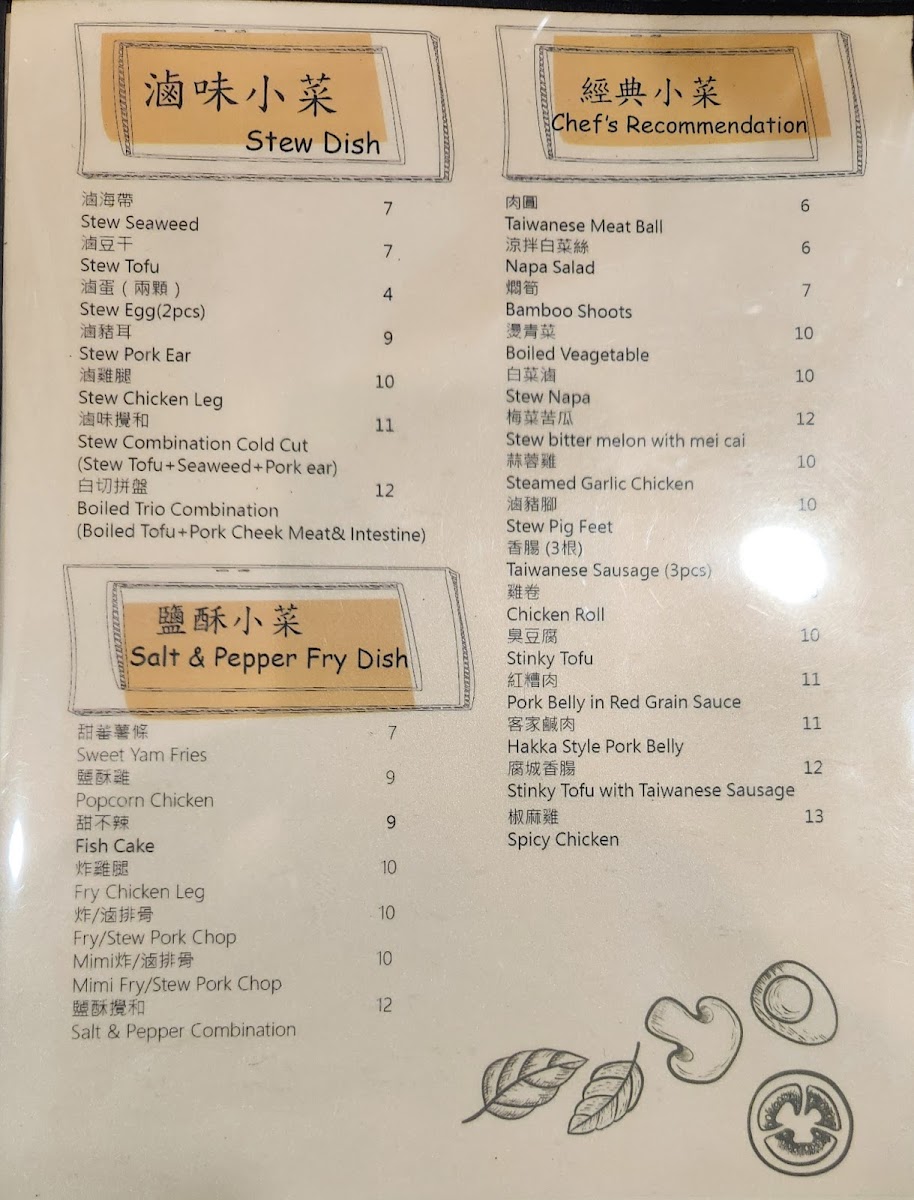 滷味小菜
Stew Dish
滷海帶 7
Stew Seaweed
滷豆干 7
Stew Tofu
滷蛋 ( 兩顆 ) 4
Stew Egg(2pcs)
滷豬耳 9
Stew Pork Ear
滷雞腿 10
Stew Chicken Leg
滷味攪和 11
Stew Combination Cold Cut
(Stew Tofu+Seaweed+Pork ear)
白切拼盤 12
Boiled Trio Combination
(Boiled Tofu+Pork Cheek Meat& Intestine)
鹽酥小菜
Salt & Pepper Fry Dish
甜蕃薯條 7
Sweet Yam Fries
鹽酥雞 9
Popcorn Chicken
甜不辣 9
Fish Cake
炸雞腿 10
Fry Chicken Leg
炸/滷排骨 10
Fry/Stew Pork Chop
Mimi炸/滷排骨 10
Mimi Fry/Stew Pork Chop
鹽酥攪和 12
Salt & Pepper Combination
經典小菜
Chef's Recommendation
肉圓 6
Taiwanese Meat Ball
涼拌白菜絲 6
Napa Salad
燜筍 7
Bamboo Shoots
燙青菜 10
Boiled Veagetable
白菜滷 10
Stew Napa
梅菜苦瓜 12
Stew bitter melon with mei cai
蒜蓉雞 10
Steamed Garlic Chicken
滷豬腳 10
Stew Pig Feet
香腸 (3根)
Taiwanese Sausage (3pcs)
雞卷
Chicken Roll
臭豆腐 10
Stinky Tofu
紅糟肉 11
Pork Belly in Red Grain Sauce
客家鹹肉 11
Hakka Style Pork Belly
腐城香腸 12
Stinky Tofu with Taiwanese Sausage
椒麻雞 13
Spicy Chicken